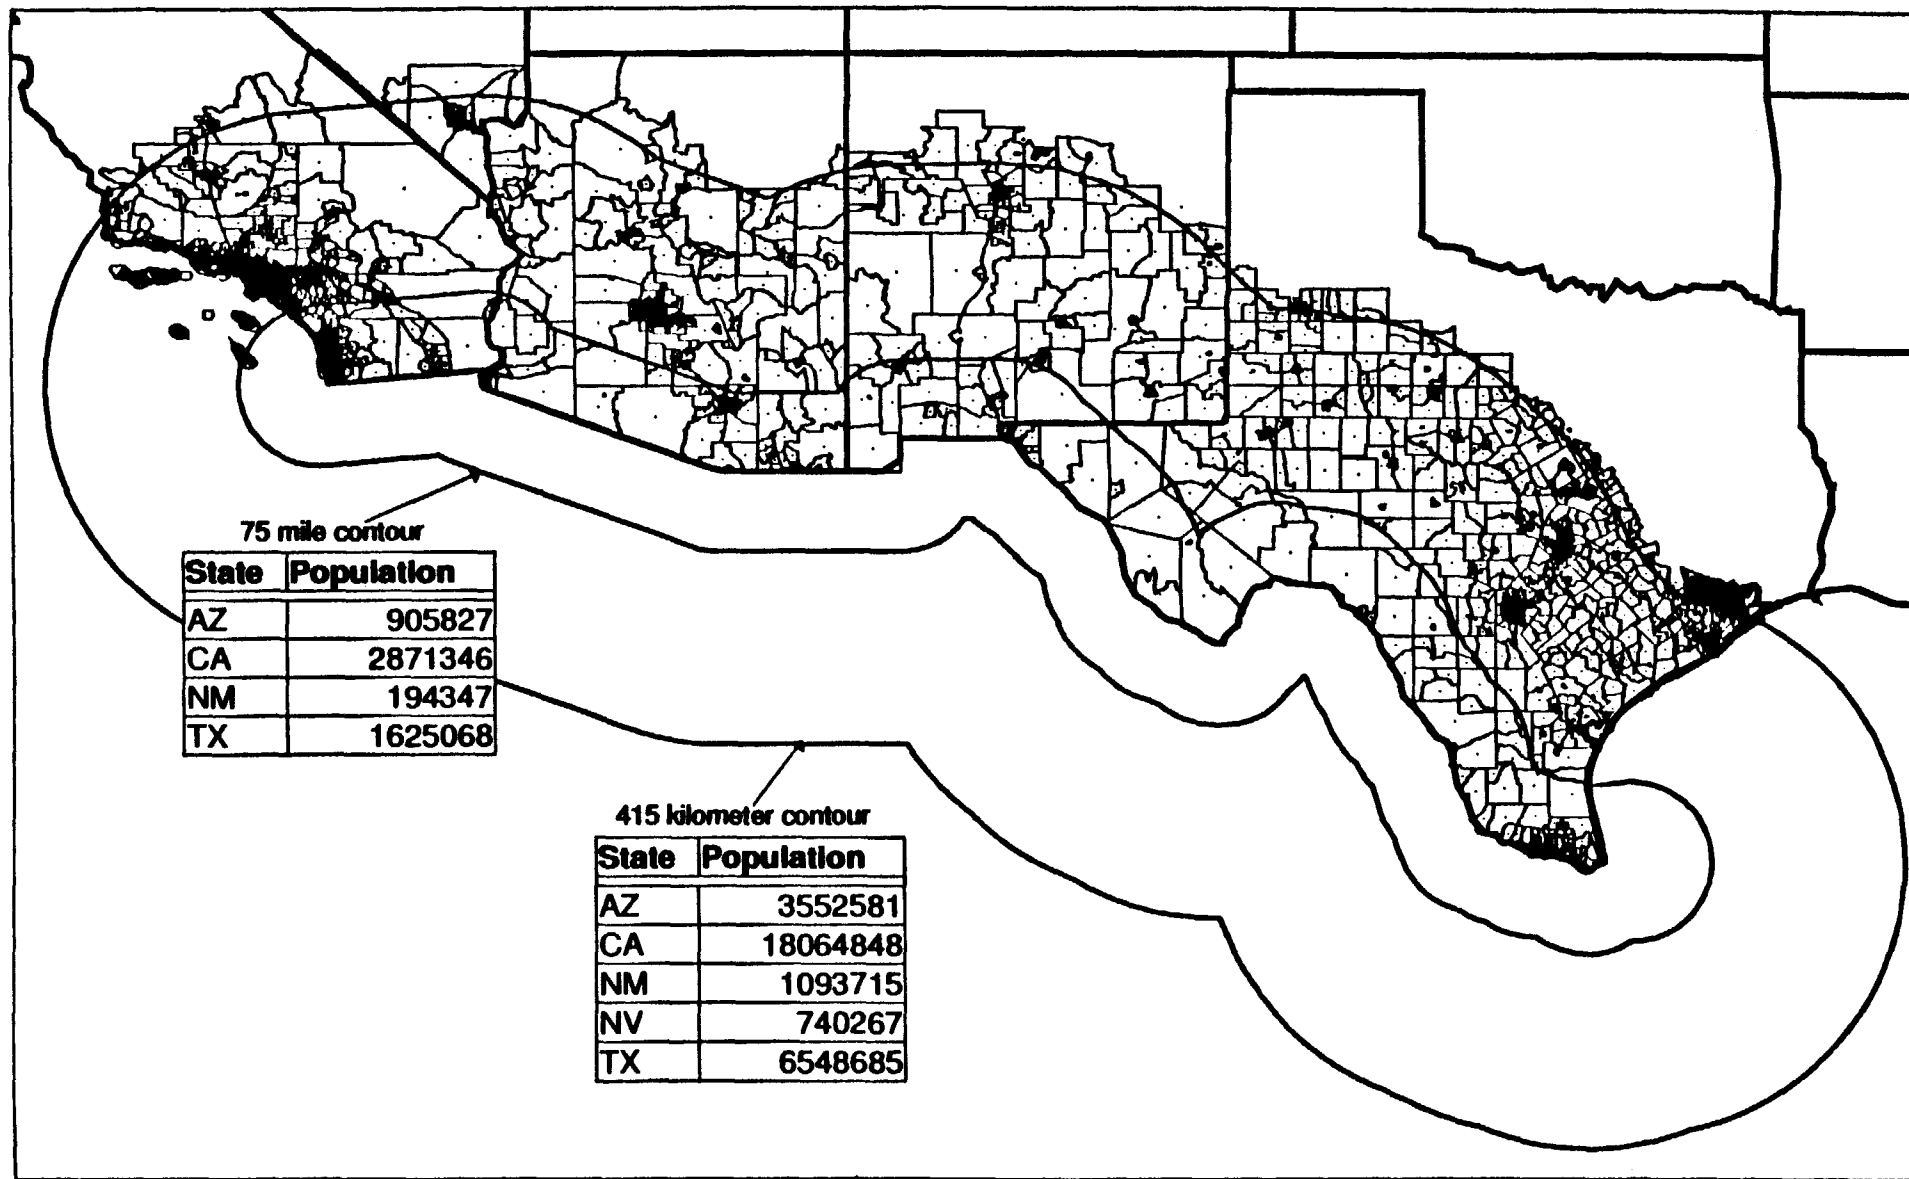 75 mile contour
State Population
AZ 905827
CA 2871346
NM 194347
TX 1625068
415 kilometer contour
State Population
AZ 3552581
CA 18064848
NM 1093715
NV 740267
TX 6548685